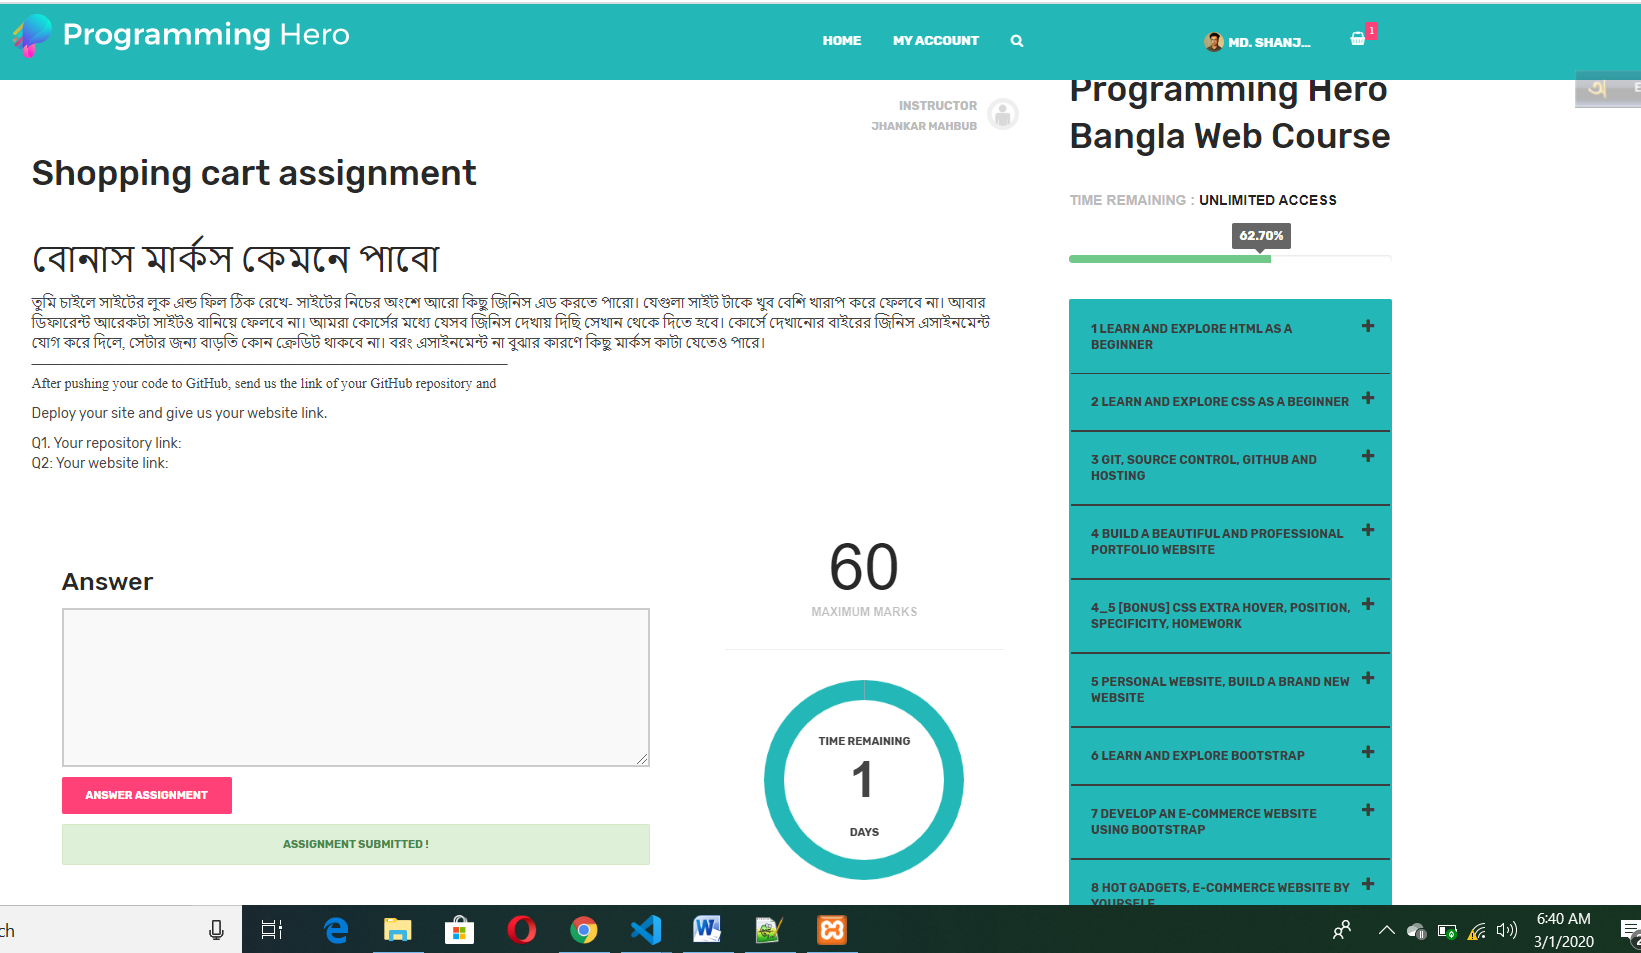 Programming Hero
HOME
MY ACCOUNT
MD. SHANJ...
1
INSTRUCTOR
JHANKAR MAHBUB
Shopping cart assignment
বোনাস মার্কস কেমনে পাবো
তুমি চাইলে সাইটের লুক এন্ড ফিল ঠিক রেখে- সাইটের নিচের অংশে আরো কিছু জিনিস এড করতে পারো। যেগুলা সাইট টাকে খুব বেশি খারাপ করে ফেলবে না। আবার
ডিফারেন্ট আরেকটা সাইটও বানিয়ে ফেলবে না। আমরা কোর্সের মধ্যে যেসব জিনিস দেখায় দিছি সেখান থেকে দিতে হবে। কোর্সে দেখানোর বাইরের জিনিস এসাইনমেন্ট
যোগ করে দিলে, সেটার জন্য বাড়তি কোন ক্রেডিট থাকবে না। বরং এসাইনমেন্ট না বুঝার কারণে কিছু মার্কস কাটা যেতেও পারে।
After pushing your code to GitHub, send us the link of your GitHub repository and
Deploy your site and give us your website link.
Q1. Your repository link:
Q2: Your website link:
Answer
ANSWER ASSIGNMENT
ASSIGNMENT SUBMITTED !
60
MAXIMUM MARKS
TIME REMAINING
1
DAYS
Programming Hero
Bangla Web Course
TIME REMAINING : UNLIMITED ACCESS
62.70%
1 LEARN AND EXPLORE HTML AS A
BEGINNER
2 LEARN AND EXPLORE CSS AS A BEGINNER
3 GIT, SOURCE CONTROL, GITHUB AND
HOSTING
4 BUILD A BEAUTIFUL AND PROFESSIONAL
PORTFOLIO WEBSITE
4_5 [BONUS] CSS EXTRA HOVER, POSITION,
SPECIFICITY, HOMEWORK
5 PERSONAL WEBSITE, BUILD A BRAND NEW
WEBSITE
6 LEARN AND EXPLORE BOOTSTRAP
7 DEVELOP AN E-COMMERCE WEBSITE
USING BOOTSTRAP
8 HOT GADGETS, E-COMMERCE WEBSITE BY
YOURSELF
অ E
ch
6:40 AM
3/1/2020
2